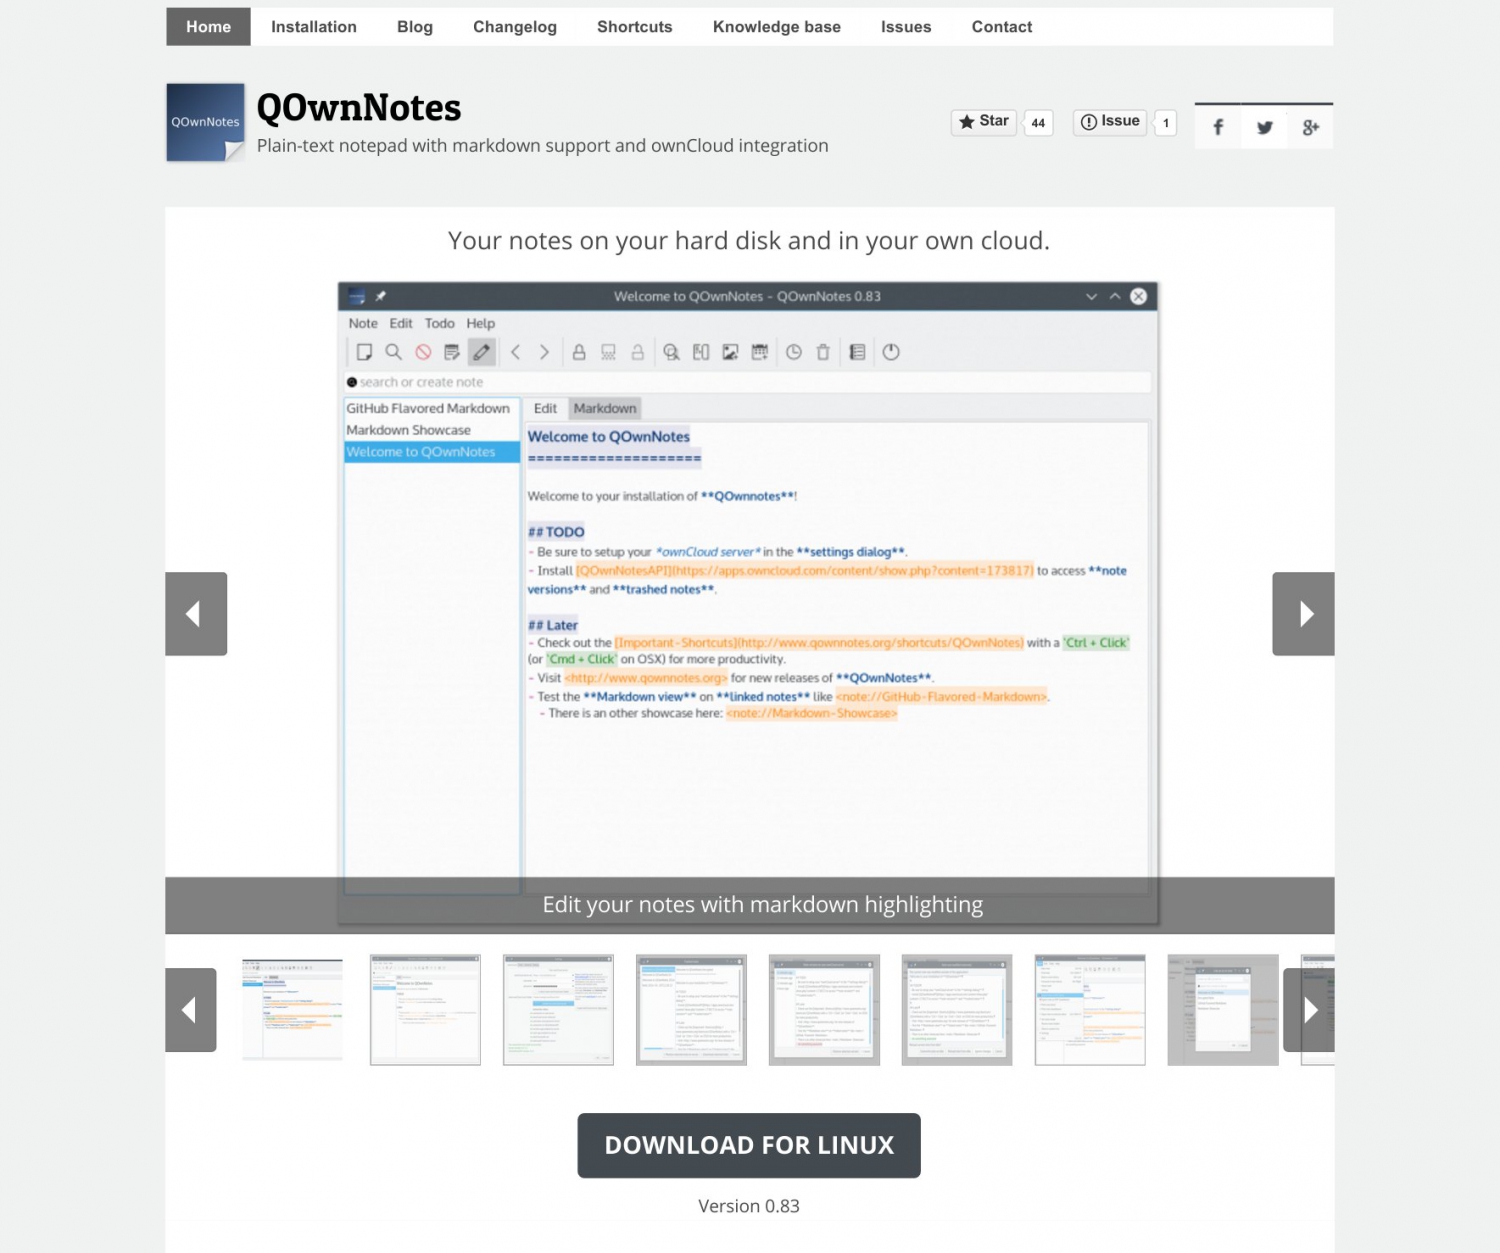 Home Installation Blog Changelog Shortcuts Knowledge base Issues Contact
QOwnNotes
QOwnNotes
Plain-text notepad with markdown support and ownCloud integration
Star 44 Issue 1
Your notes on your hard disk and in your own cloud.
Welcome to QOwnNotes - QOwnNotes 0.83
Note Edit Todo Help
search or create note
GitHub Flavored Markdown
Markdown Showcase
Welcome to QOwnNotes
Edit Markdown
Welcome to QOwnNotes
====================
Welcome to your installation of **QOwnnotes**!
## TODO
- Be sure to setup your *ownCloud server* in the **settings dialog**.
- Install [QOwnNotesAPI](https://apps.owncloud.com/content/show.php?content=173817) to access **note
versions** and **trashed notes**.
## Later
- Check out the [Important-Shortcuts](http://www.qownnotes.org/shortcuts/QOwnNotes) with a `Ctrl + Click`
(or `Cmd + Click` on OSX) for more productivity.
- Visit <http://www.qownnotes.org> for new releases of **QOwnNotes**.
- Test the **Markdown view** on **linked notes** like <note://GitHub-Flavored-Markdown>.
- There is an other showcase here: <note://Markdown-Showcase>
Edit your notes with markdown highlighting
DOWNLOAD FOR LINUX
Version 0.83